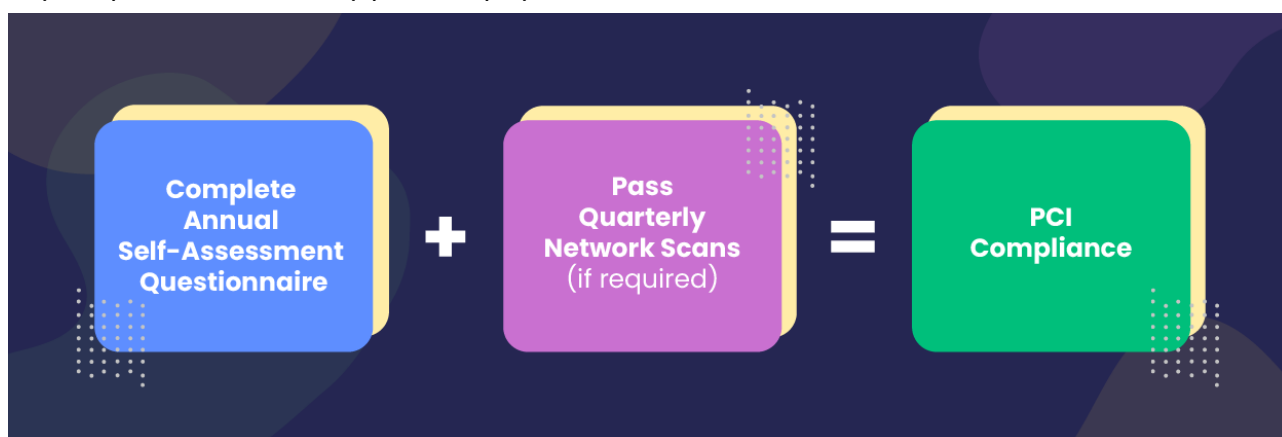 Complete
Annual
Self-Assessment
Questionnaire
+
Pass
Quarterly
Network Scans
(if required)
=
PCI
Compliance